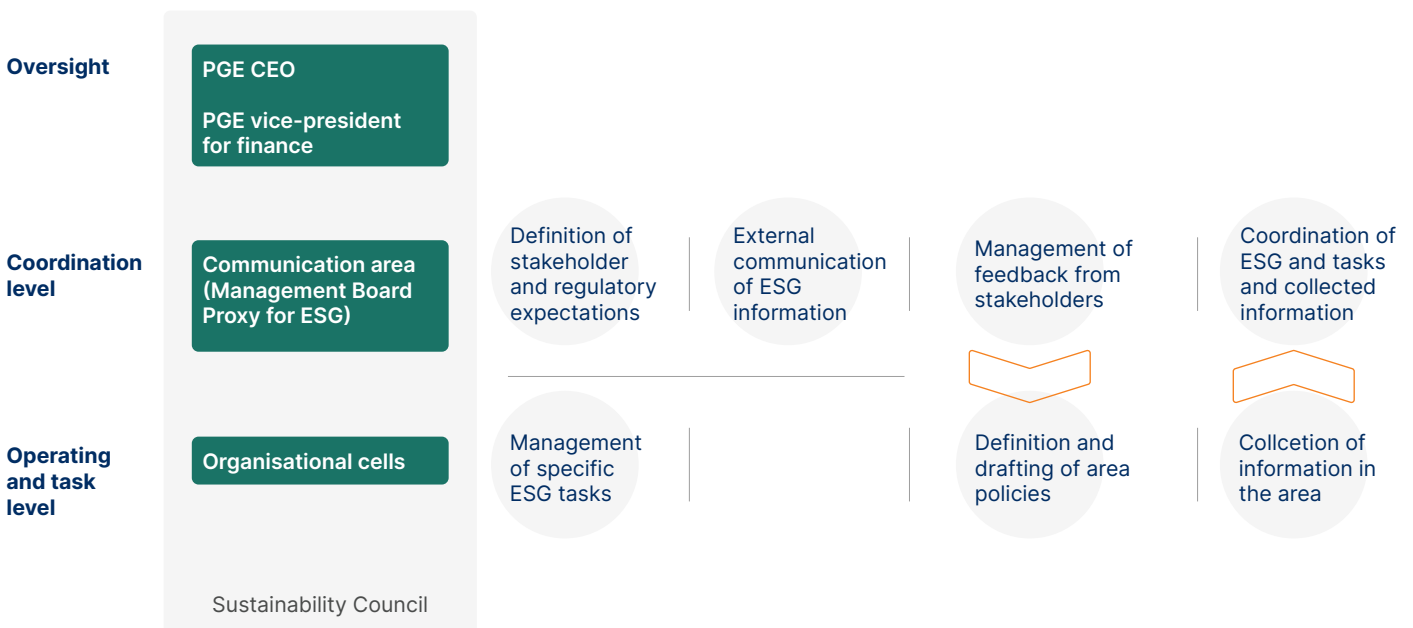 Oversight
PGE CEO
PGE vice-president
for finance
Coordination
level
Communication area
(Management Board
Proxy for ESG)
Definition of
stakeholder
and regulatory
expectations
External
communication
of ESG
information
Management of
feedback from
stakeholders
Coordination of
ESG and tasks
and collected
information
Operating
and task
level
Organisational cells
Management
of specific
ESG tasks
Definition and
drafting of area
policies
Collcetion of
information in
the area
Sustainability Council